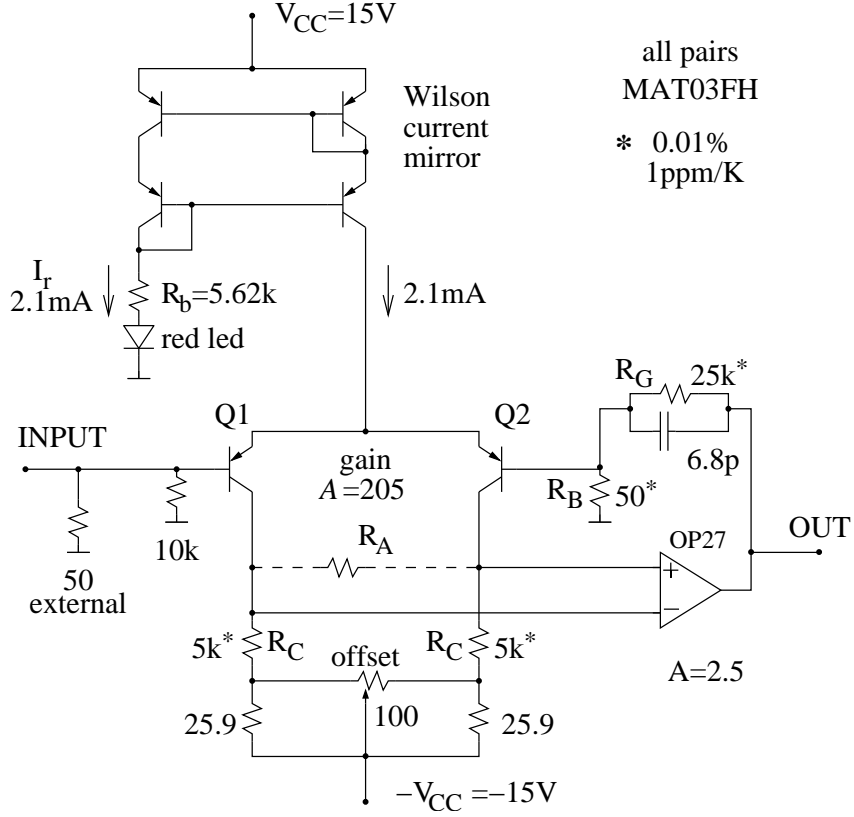 V_CC=15V
all pairs
MAT03FH
* 0.01%
1ppm/K
Wilson
current
mirror
I_r
2.1mA
R_b=5.62k
2.1mA
red led
R_G 25k*
Q1
Q2
INPUT
gain
A=205
6.8p
R_B 50*
OUT
10k
R_A
OP27
50
external
+
−
5k* R_C
offset
R_C 5k*
A=2.5
25.9
100
25.9
−V_CC=−15V